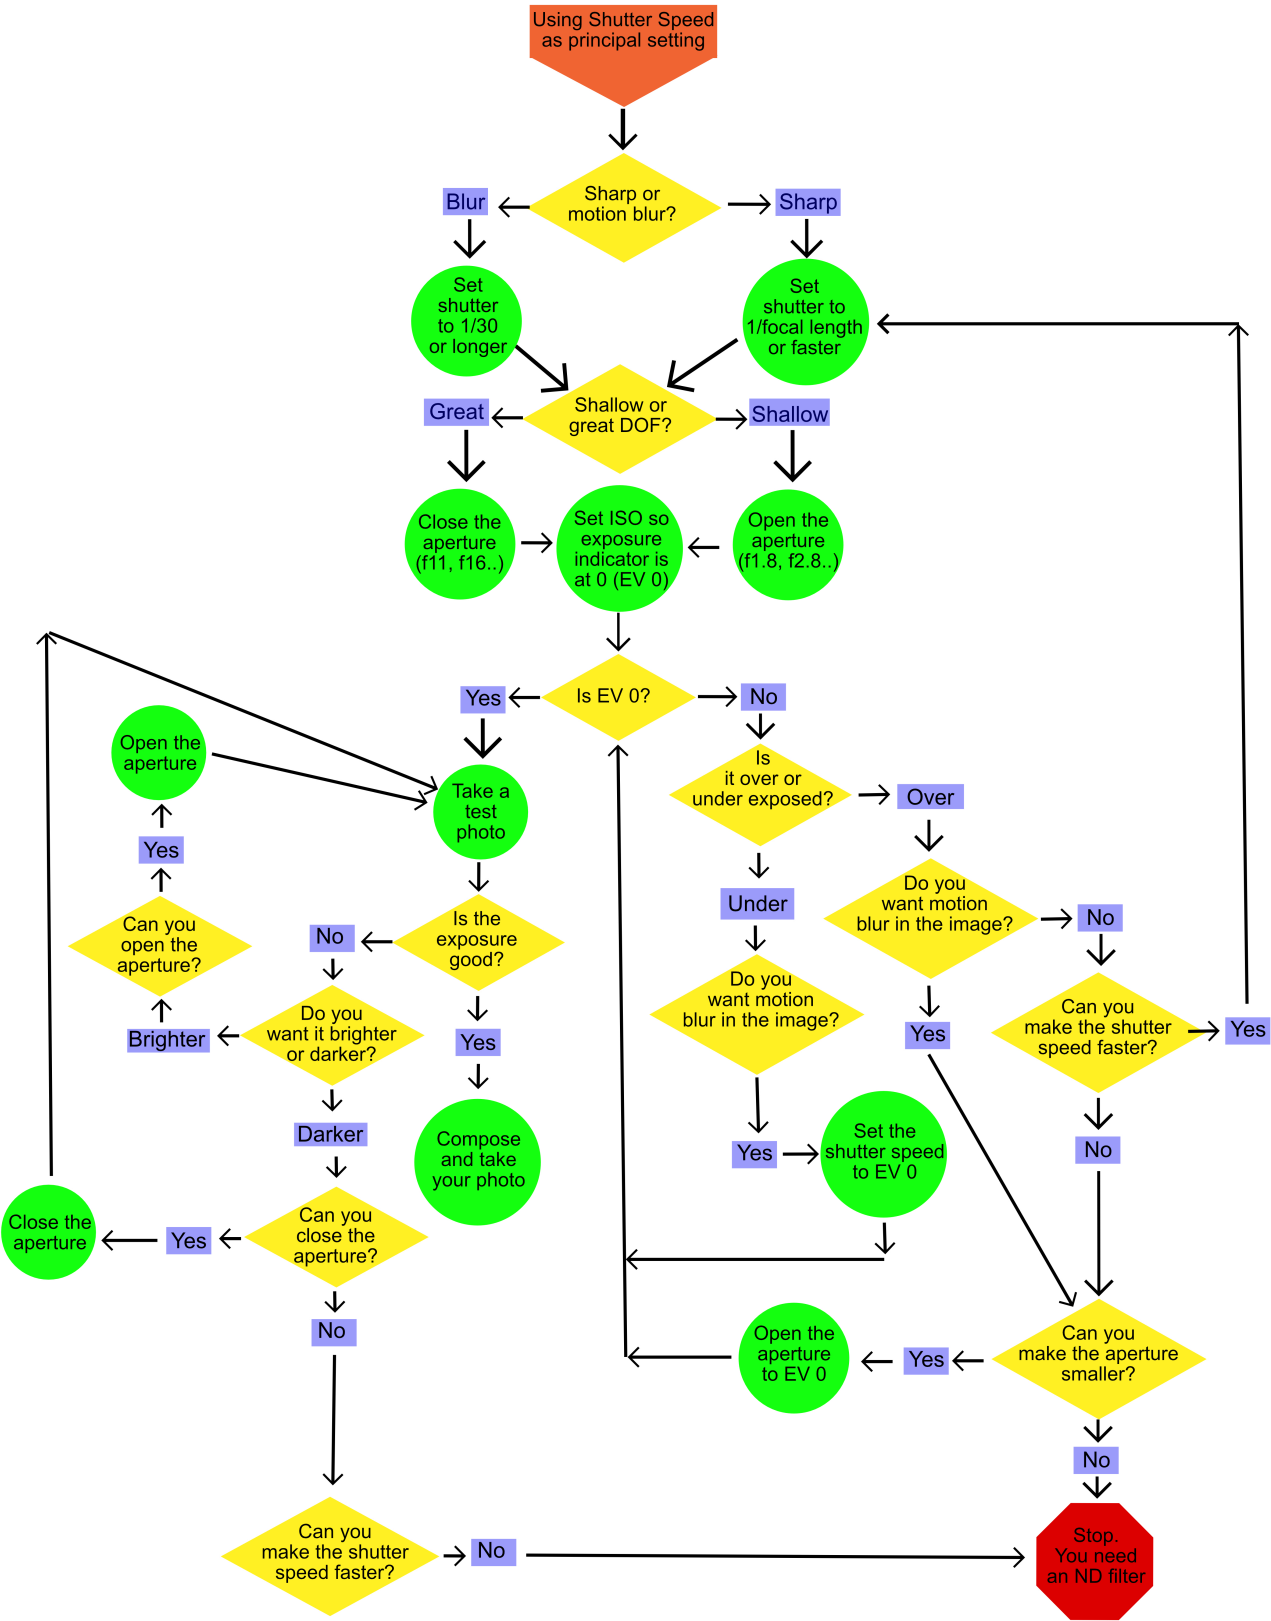 Using Shutter Speed
as principal setting
Sharp or
motion blur?
Blur
Sharp
Set
shutter
to 1/30
or longer
Set
shutter to
1/focal length
or faster
Shallow or
great DOF?
Great
Shallow
Close the
aperture
(f11, f16..)
Set ISO so
exposure
indicator is
at 0 (EV 0)
Open the
aperture
(f1.8, f2.8..)
Is EV 0?
Yes
No
Open the
aperture
Take a
test
photo
Is
it over or
under exposed?
Over
Yes
Under
Do you
want motion
blur in the image?
No
Can you
open the
aperture?
No
Is the
exposure
good?
Do you
want motion
blur in the image?
Yes
Can you
make the shutter
speed faster?
Yes
Brighter
Do you
want it brighter
or darker?
Yes
Darker
Compose
and take
your photo
Yes
Set the
shutter speed
to EV 0
No
Close the
aperture
Yes
Can you
close the
aperture?
No
Open the
aperture
to EV 0
Yes
Can you
make the aperture
smaller?
No
Can you
make the shutter
speed faster?
No
Stop.
You need
an ND filter